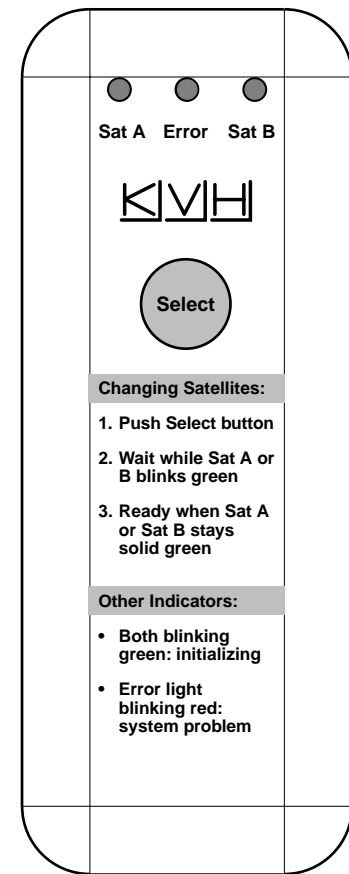 Sat A Error Sat B
KVH
Select
Changing Satellites:
1. Push Select button
2. Wait while Sat A or
B blinks green
3. Ready when Sat A
or Sat B stays
solid green
Other Indicators:
• Both blinking
green: initializing
• Error light
blinking red:
system problem